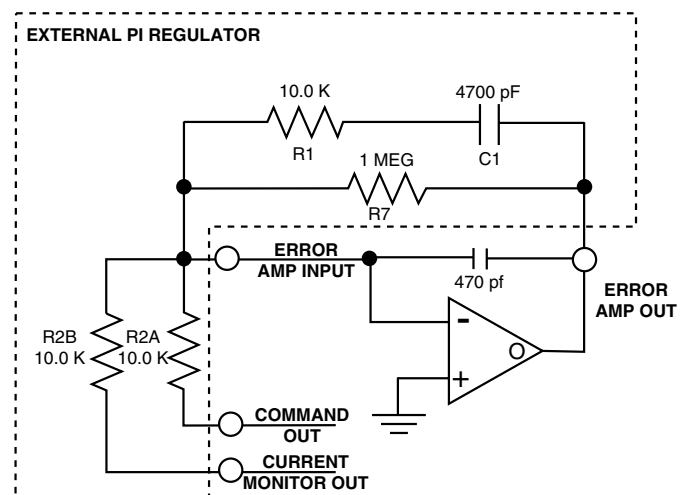 EXTERNAL PI REGULATOR
10.0 K
4700 pF
R1
C1
1 MEG
R7
ERROR
AMP INPUT
470 pf
ERROR
AMP OUT
R2B
10.0 K
R2A
10.0 K
-
+
O
COMMAND
OUT
CURRENT
MONITOR OUT